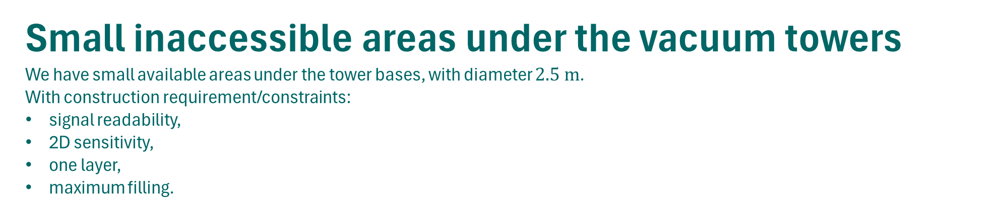 Small inaccessible areas under the vacuum towers
We have small available areas under the tower bases, with diameter 2.5 m.
With construction requirement/constraints:
• signal readability,
• 2D sensitivity,
• one layer,
• maximum filling.